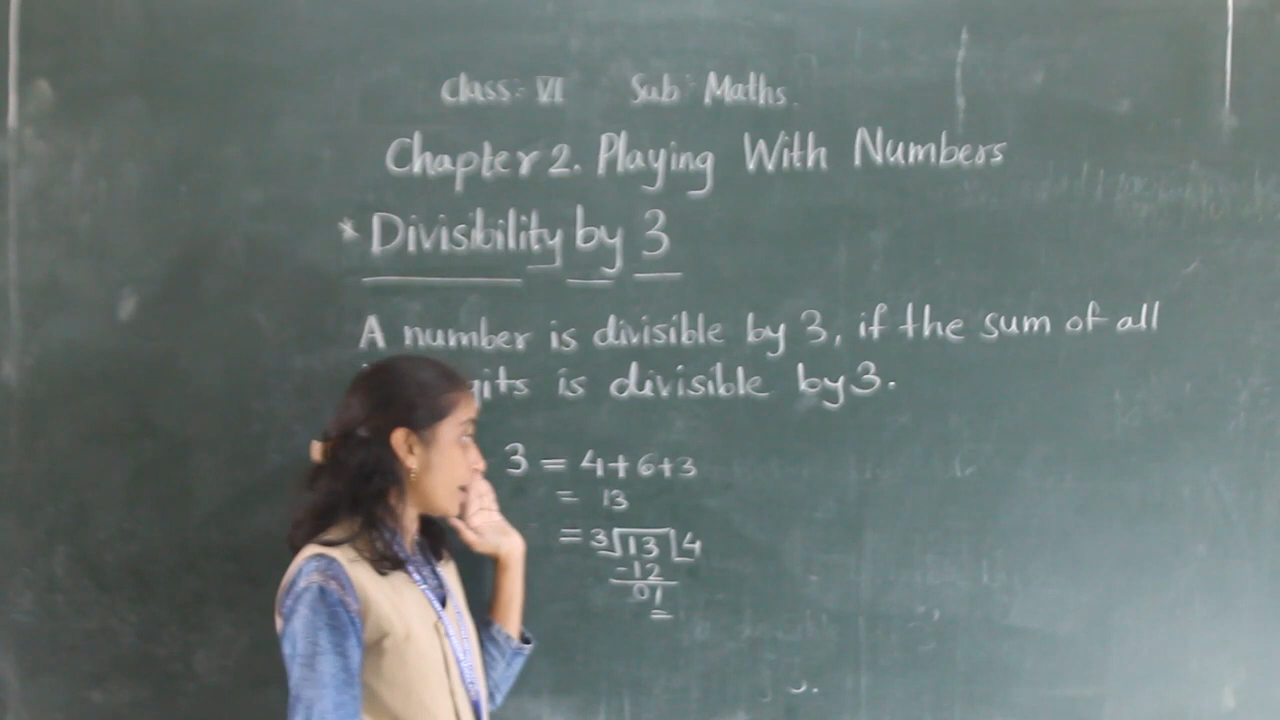 Class: VI Sub: Maths.
Chapter 2. Playing With Numbers
* Divisibility by 3
A number is divisible by 3, if the sum of all
is divisible by 3.
3 = 4+6+3
= 13
= 3 13 4
-12
01